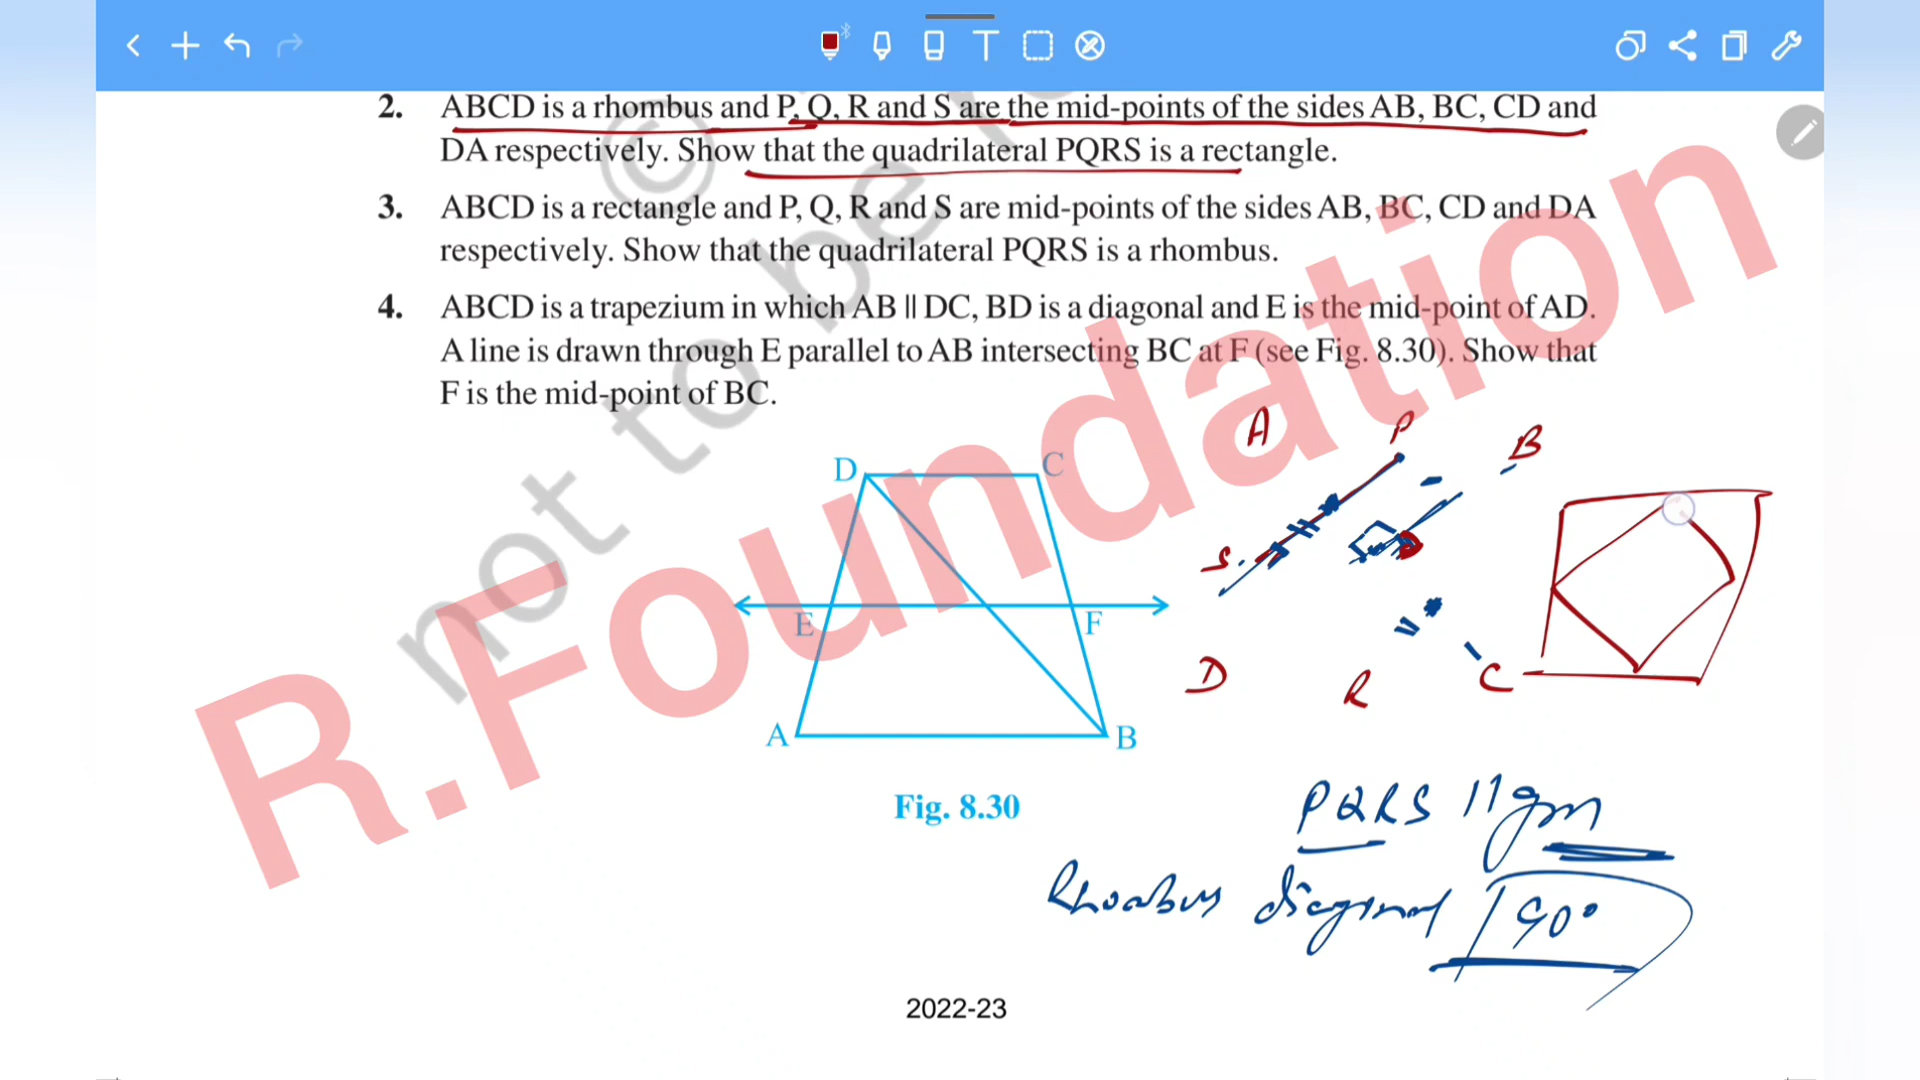 2. ABCD is a rhombus and P, Q, R and S are the mid-points of the sides AB, BC, CD and
DA respectively. Show that the quadrilateral PQRS is a rectangle.
3. ABCD is a rectangle and P, Q, R and S are mid-points of the sides AB, BC, CD and DA
respectively. Show that the quadrilateral PQRS is a rhombus.
4. ABCD is a trapezium in which AB || DC, BD is a diagonal and E is the mid-point of AD.
A line is drawn through E parallel to AB intersecting BC at F (see Fig. 8.30). Show that
F is the mid-point of BC.
A P B
D C
S
E F
D R C
A B
Fig. 8.30
PQRS ||gm
Rhombus diagonal 90°
2022-23
© not to be
R.Foundation